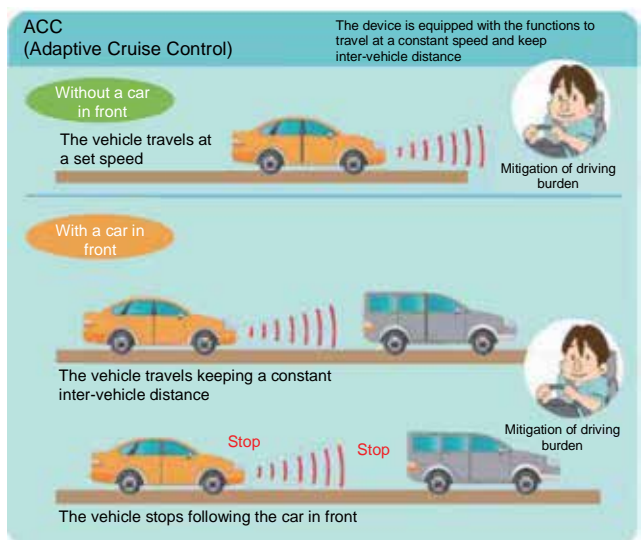 ACC
(Adaptive Cruise Control)
The device is equipped with the functions to
travel at a constant speed and keep
inter-vehicle distance
Without a car
in front
The vehicle travels at
a set speed
Mitigation of driving
burden
With a car in
front
The vehicle travels keeping a constant
inter-vehicle distance
Mitigation of driving
burden
Stop
Stop
The vehicle stops following the car in front